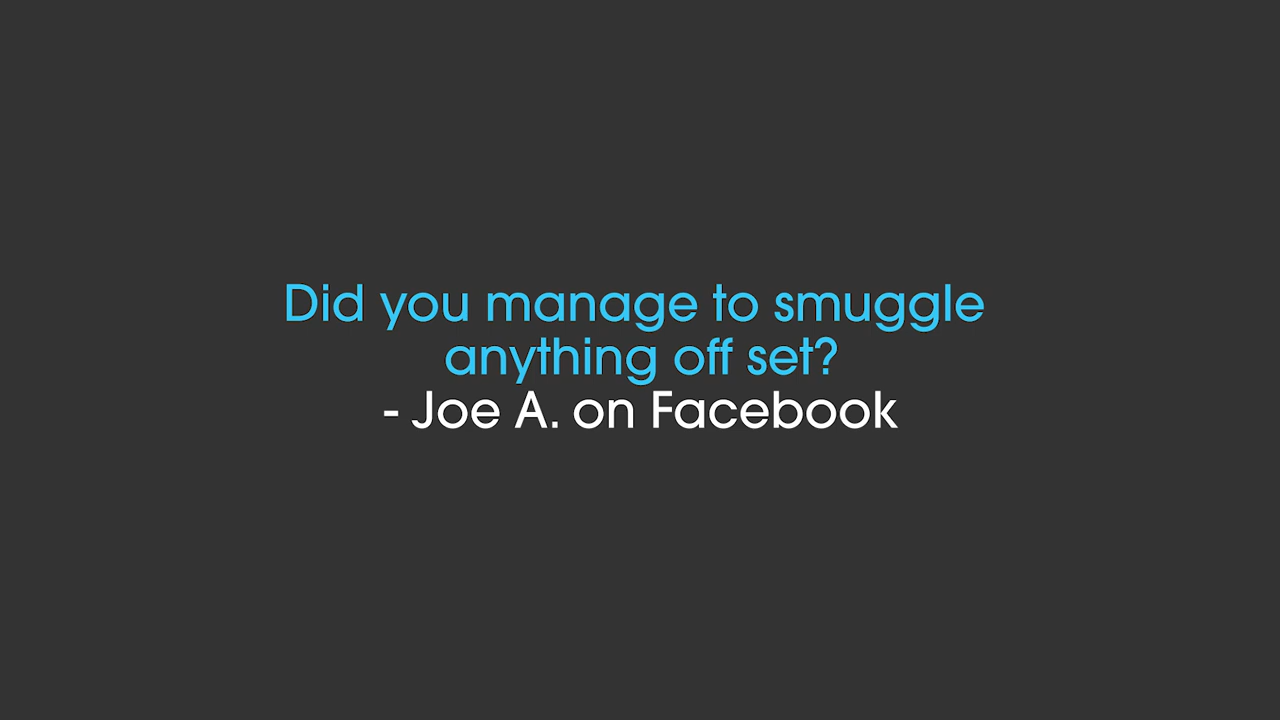 Did you manage to smuggle
anything off set?
- Joe A. on Facebook